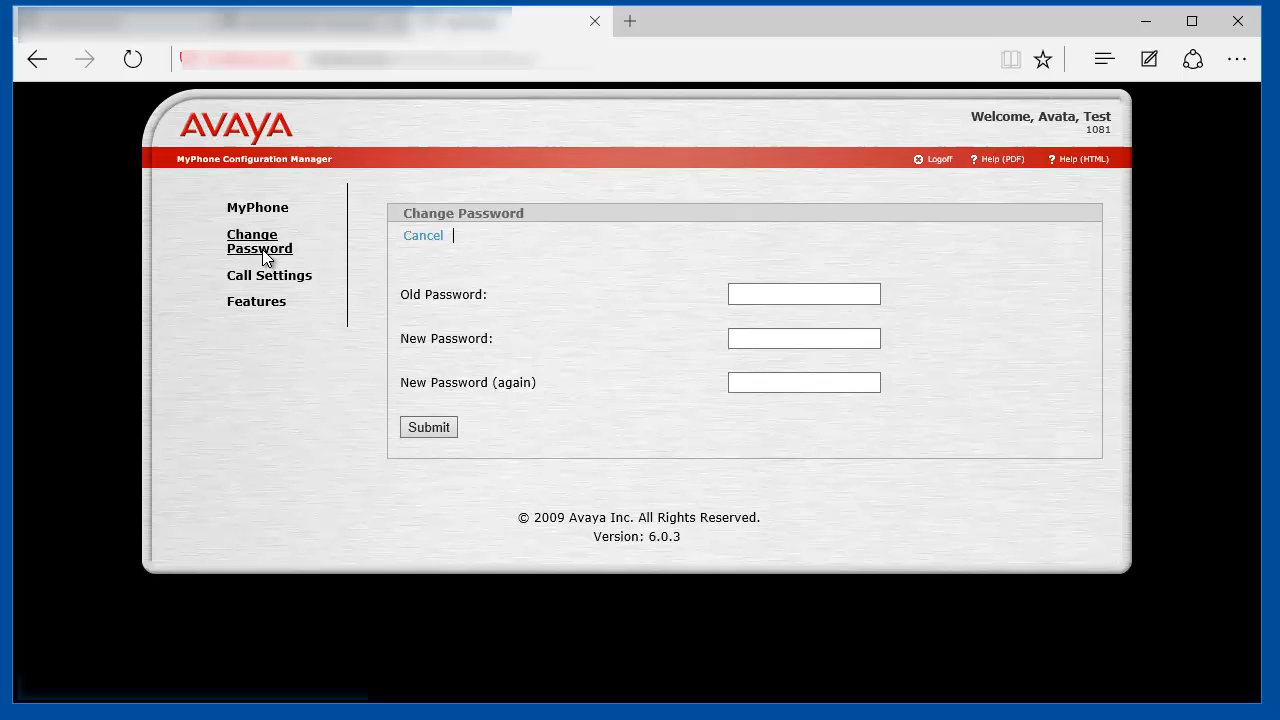 AVAYA
Welcome, Avata, Test
1081
MyPhone Configuration Manager
Logoff
? Help (PDF)
? Help (HTML)
MyPhone
Change
Password
Call Settings
Features
Change Password
Cancel |
Old Password:
New Password:
New Password (again)
Submit
© 2009 Avaya Inc. All Rights Reserved.
Version: 6.0.3